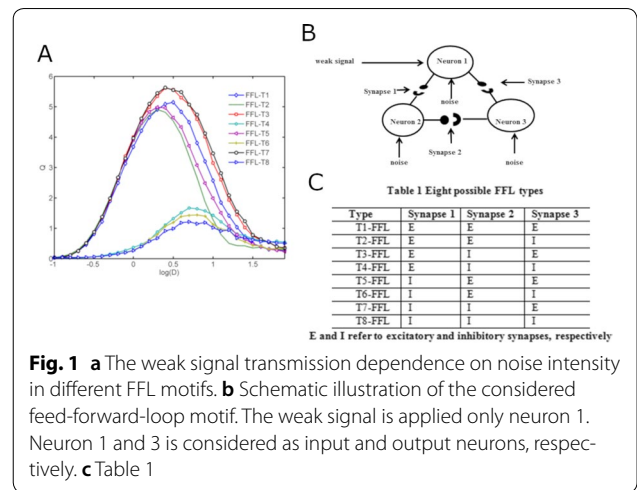 A
B
6
5
4
3
2
1
0
Q
-1
-0.5
0
0.5
1
1.5
log(D)
FFL-T1
FFL-T2
FFL-T3
FFL-T4
FFL-T5
FFL-T6
FFL-T7
FFL-T8
weak signal
Neuron 1
Synapse 1
Synapse 3
noise
Neuron 2
Neuron 3
Synapse 2
noise
noise
C
Table 1 Eight possible FFL types
Type Synapse 1 Synapse 2 Synapse 3
T1-FFL E E E
T2-FFL E E I
T3-FFL E I E
T4-FFL E I I
T5-FFL I E E
T6-FFL I E I
T7-FFL I I E
T8-FFL I I I
E and I refer to excitatory and inhibitory synapses, respectively
Fig. 1 a The weak signal transmission dependence on noise intensity
in different FFL motifs. b Schematic illustration of the considered
feed-forward-loop motif. The weak signal is applied only neuron 1.
Neuron 1 and 3 is considered as input and output neurons, respec-
tively. c Table 1